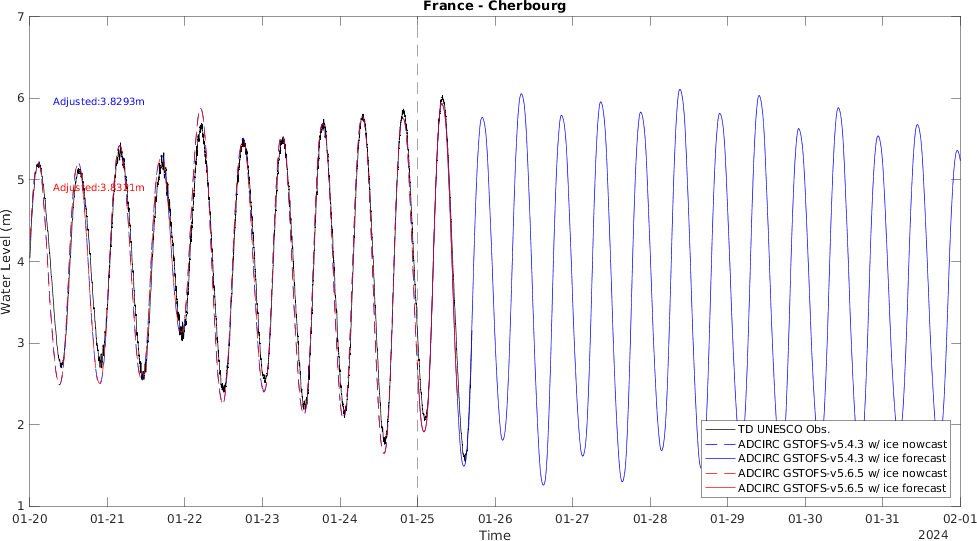 France - Cherbourg
7
6
5
4
3
2
1
Water Level (m)
Adjusted:3.8293m
Adjusted:3.8321m
TD UNESCO Obs.
ADCIRC GSTOFS-v5.4.3 w/ ice nowcast
ADCIRC GSTOFS-v5.4.3 w/ ice forecast
ADCIRC GSTOFS-v5.6.5 w/ ice nowcast
ADCIRC GSTOFS-v5.6.5 w/ ice forecast
01-20 01-21 01-22 01-23 01-24 01-25 01-26 01-27 01-28 01-29 01-30 01-31 02-01
Time
2024